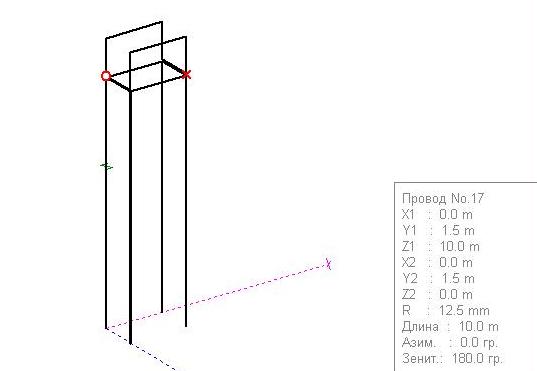 X
Провод No.17
X1 : 0.0 m
Y1 : 1.5 m
Z1 : 10.0 m
X2 : 0.0 m
Y2 : 1.5 m
Z2 : 0.0 m
R : 12.5 mm
Длина : 10.0 m
Азим. : 0.0 гр.
Зенит.: 180.0 гр.